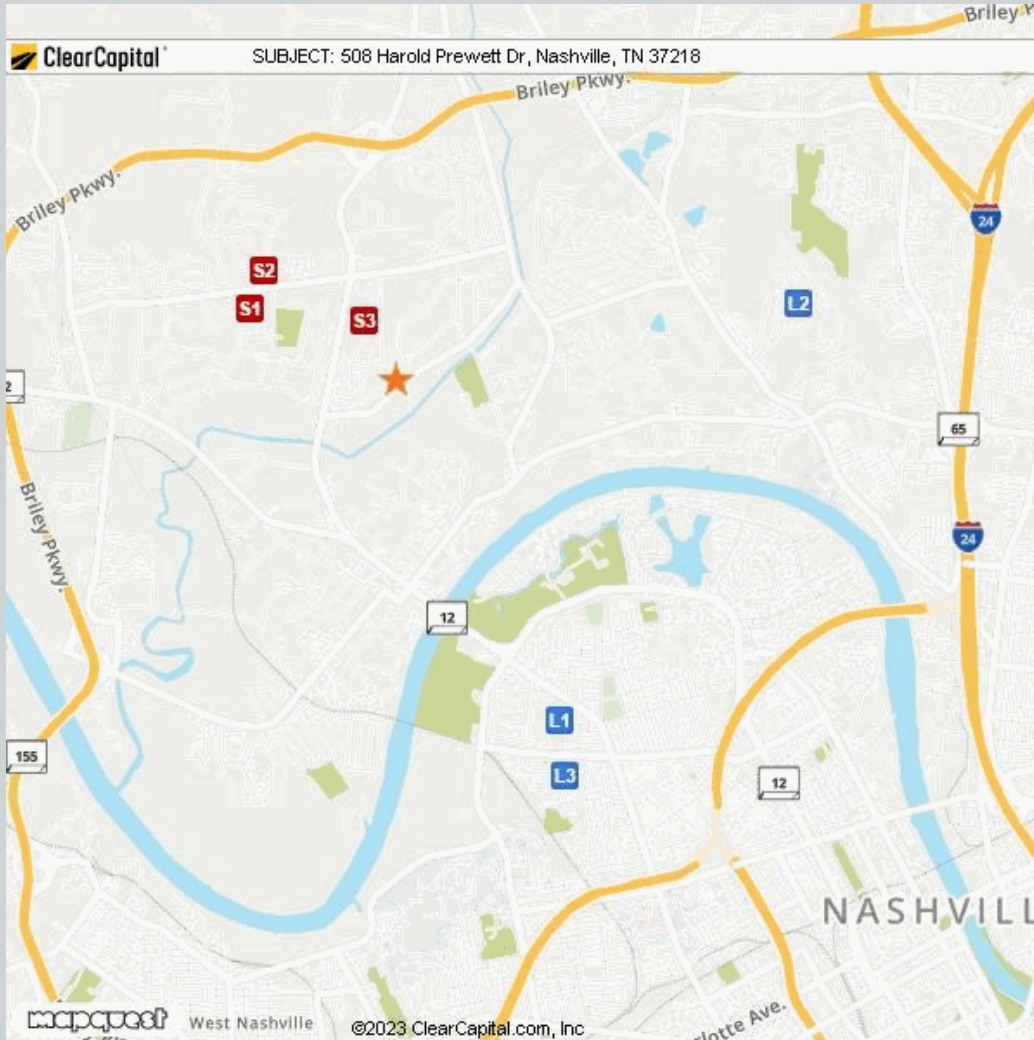 Briley
ClearCapital
SUBJECT: 508 Harold Prewett Dr, Nashville, TN 37218
Briley Pkwy.
Briley Pkwy.
24
S2
S1
S3
L2
2
65
Briley Pkwy.
24
12
L1
155
L3
12
NASHVILL
mapquest
West Nashville
©2023 ClearCapital.com, Inc
lotte Ave.